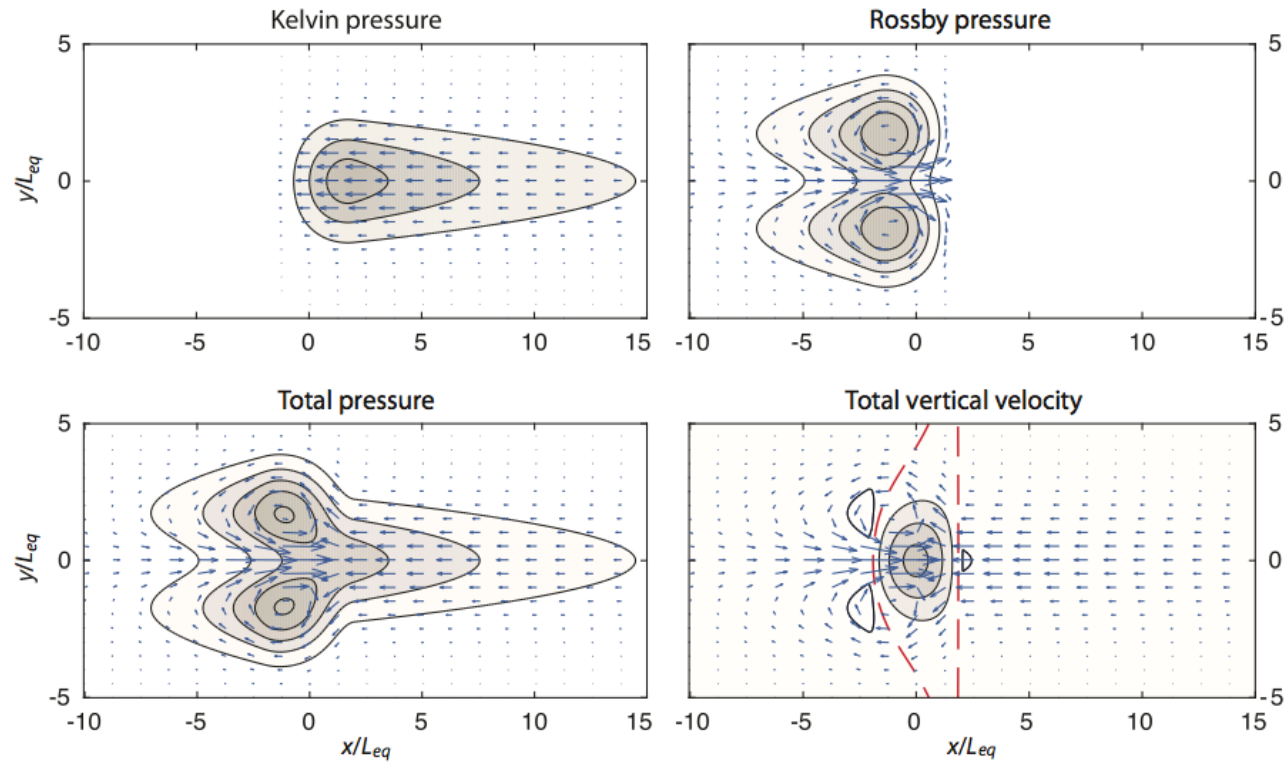 Kelvin pressure
Rossby pressure
5
0
-5
y/Leq
-10 -5 0 5 10 15
5
0
-5
-10 -5 0 5 10 15
Total pressure
Total vertical velocity
5
0
-5
y/Leq
-10 -5 0 5 10 15
x/Leq
5
0
-5
-10 -5 0 5 10 15
x/Leq